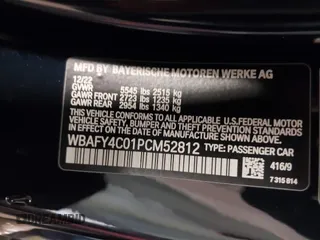 MFD BY BAYERISCHE MOTOREN WERKE AG
12/22
GVWR 5545 lbs 2515 kg
GAWR FRONT 2723 lbs 1235 kg
GAWR REAR 2954 lbs 1340 kg
THIS VEHICLE CONFORMS TO ALL APPLICABLE
U.S.FEDERAL MOTOR
VEHICLE SAFETY, BUMPER,
AND THEFT PREVENTION
STANDARDS IN EFFECT ON THE DATE OF
MANUFACTURE SHOWN ABOVE.
WBAFY4C01PCM52812 TYPE: PASSENGER CAR
416/9
7 315 814